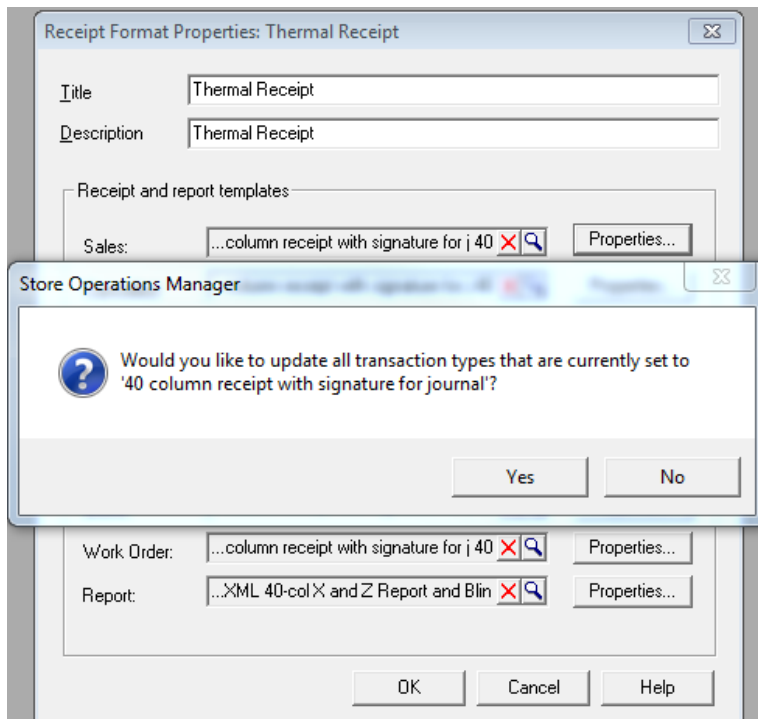 Receipt Format Properties: Thermal Receipt
Title
Thermal Receipt
Description
Thermal Receipt
Receipt and report templates
Sales:
...column receipt with signature for j 40
Properties...
Store Operations Manager
Would you like to update all transaction types that are currently set to
'40 column receipt with signature for journal'?
Yes
No
Work Order:
...column receipt with signature for j 40
Properties...
Report:
...XML 40-col X and Z Report and Blin
Properties...
OK
Cancel
Help